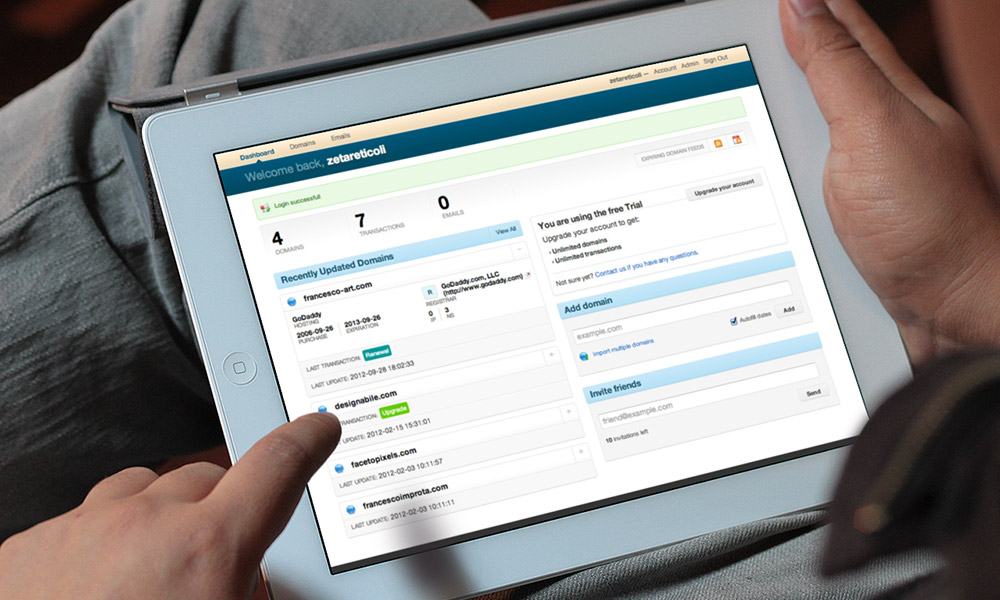 Dashboard
Domains
Emails
zetareticoli
Account
Admin
Sign Out
Welcome back, zetareticoli
Login successful!
4
DOMAINS
7
TRANSACTIONS
0
EMAILS
EXPIRING DOMAIN FEEDS
Recently Updated Domains
View All
francesco-art.com
GoDaddy
HOSTING
R
GoDaddy.com, LLC
(http://www.godaddy.com)
REGISTRAR
2006-09-26
PURCHASE
2013-09-26
EXPIRATION
0
IP
3
NS
LAST TRANSACTION: Renewal
LAST UPDATE: 2012-09-28 18:02:33
designabile.com
TRANSACTION: Upgrade
UPDATE: 2012-02-15 15:31:01
facetopixels.com
LAST UPDATE: 2012-02-03 10:11:57
francescoimprota.com
LAST UPDATE: 2012-02-03 10:11:11
You are using the free Trial
Upgrade your account
Upgrade your account to get:
Unlimited domains
Unlimited transactions
Not sure yet? Contact us if you have any questions.
Add domain
example.com
Autofill dates
Add
Import multiple domains
Invite friends
friend@example.com
10 invitations left
Send